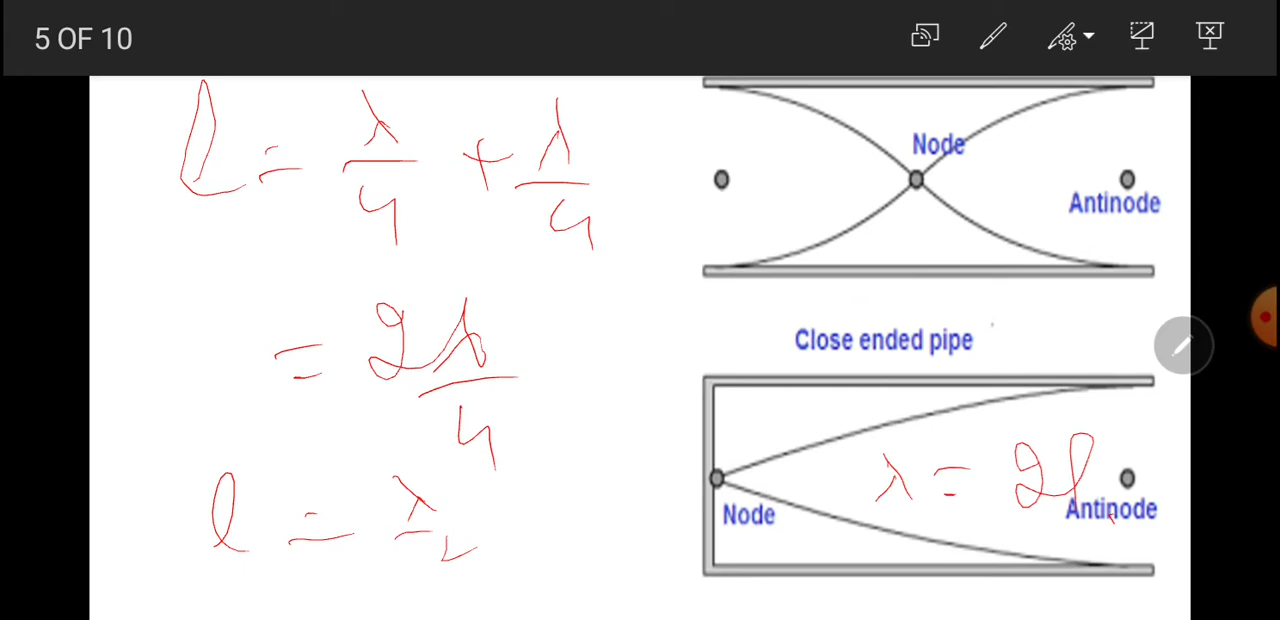 5 OF 10
l = λ/4 + λ/4
Node
Antinode
= 2λ/4
Close ended pipe
λ = 2l
Node
Antinode
l = λ/2